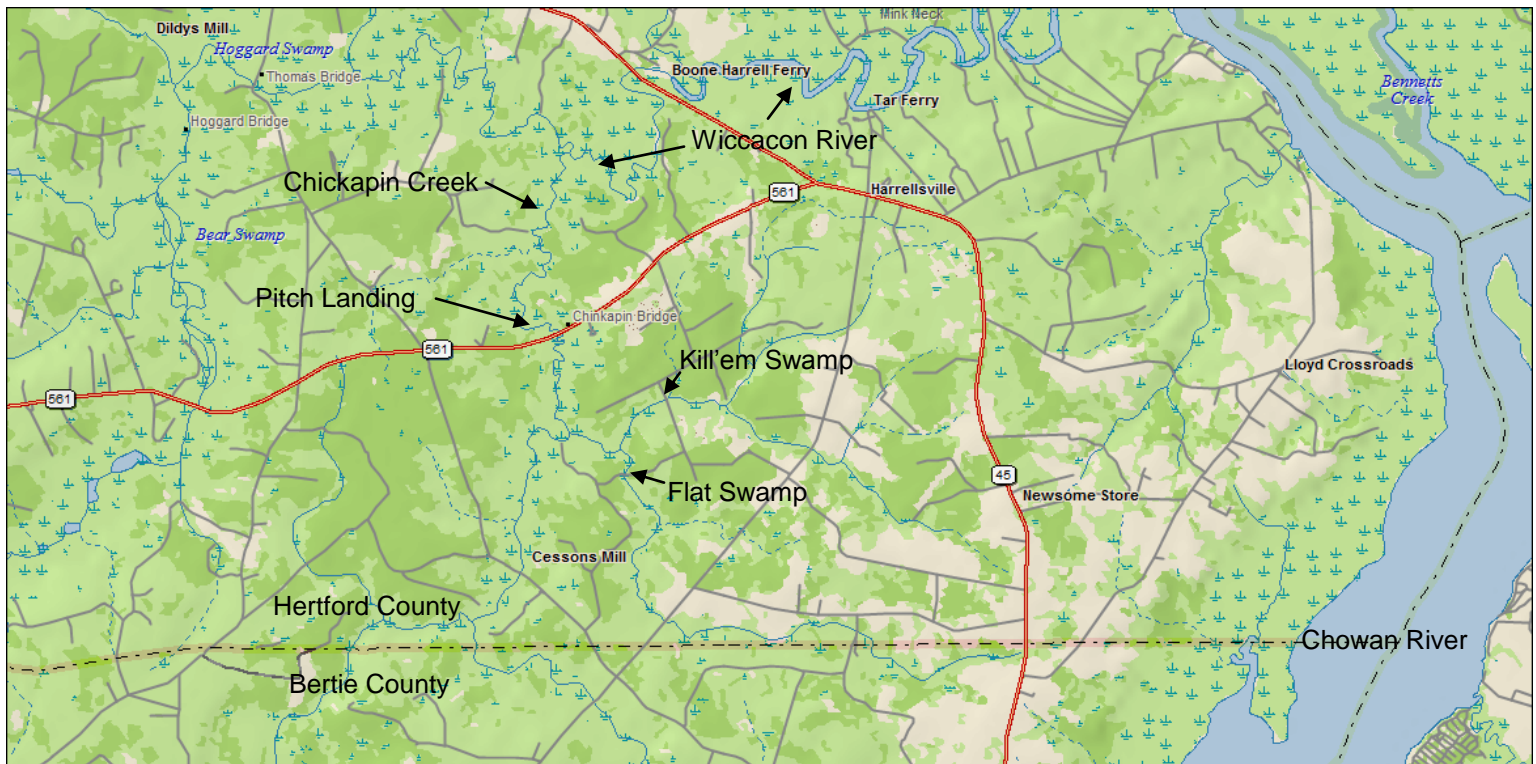 Mink Neck
Dildys Mill
Hoggard Swamp
Thomas Bridge
Boone Harrell Ferry
Bennetts
Creek
Tar Ferry
Hoggard Bridge
Wiccacon River
Chickapin Creek
561
Harrellsville
Bear Swamp
Pitch Landing
Chinkapin Bridge
561
Kill'em Swamp
Lloyd Crossroads
561
45
Flat Swamp
Newsome Store
Cessons Mill
Hertford County
Chowan River
Bertie County